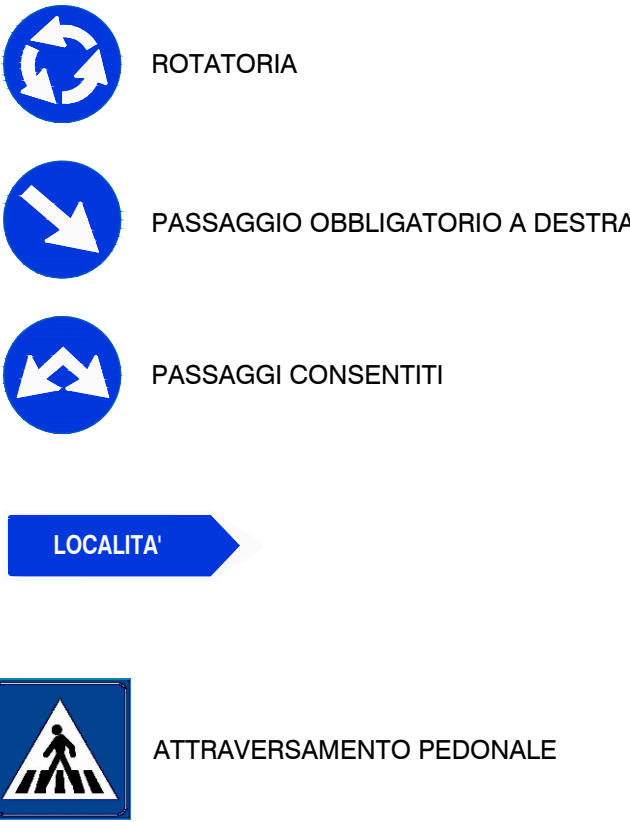 ROTATORIA
PASSAGGIO OBBLIGATORIO A DESTRA
PASSAGGI CONSENTITI
LOCALITA'
ATTRAVERSAMENTO PEDONALE